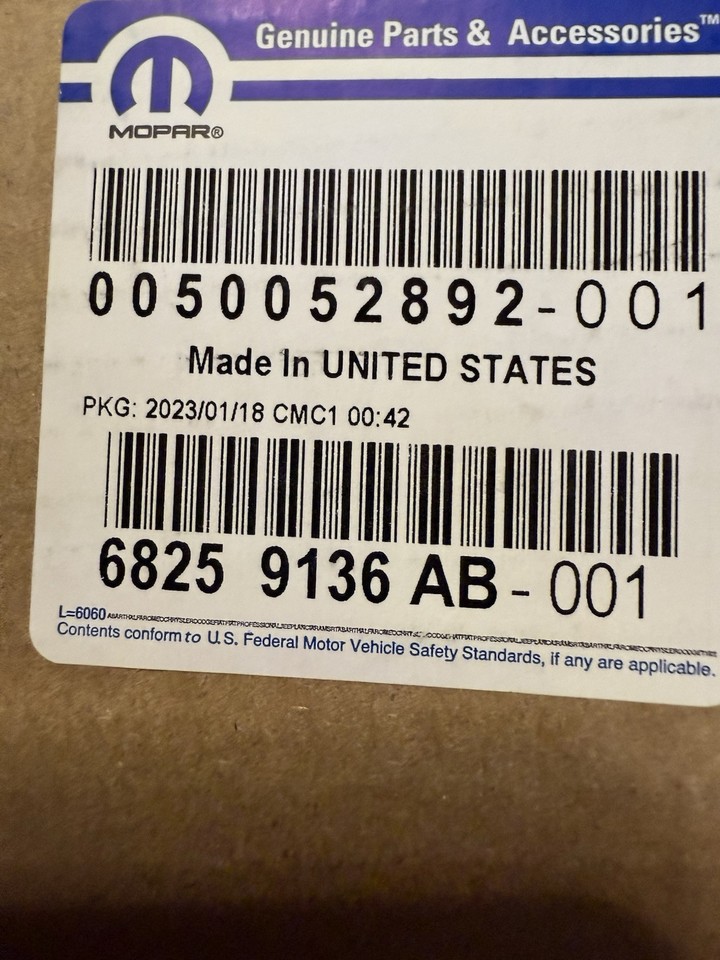 Genuine Parts & Accessories™
MOPAR®
0050052892-001
Made In UNITED STATES
PKG: 2023/01/18 CMC1 00:42
6825 9136 AB - 001
L=6060
Contents conform to U.S. Federal Motor Vehicle Safety Standards, if any are applicable.